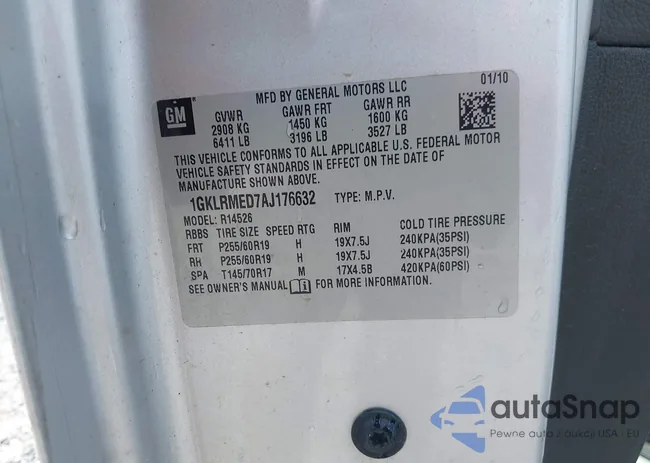 MFD BY GENERAL MOTORS LLC 01/10
GM
GVWR GAWR FRT GAWR RR
2908 KG 1450 KG 1600 KG
6411 LB 3196 LB 3527 LB
THIS VEHICLE CONFORMS TO ALL APPLICABLE U.S. FEDERAL MOTOR
VEHICLE SAFETY STANDARDS IN EFFECT ON THE DATE OF
MANUFACTURE SHOWN ABOVE.
1GKLRMED7AJ176632 TYPE: M.P.V.
MODEL: R14526
RBBS TIRE SIZE SPEED RTG RIM COLD TIRE PRESSURE
FRT P255/60R19 H 19X7.5J 240KPA(35PSI)
RH P255/60R19 H 19X7.5J 240KPA(35PSI)
SPA T145/70R17 M 17X4.5B 420KPA(60PSI)
SEE OWNER'S MANUAL FOR MORE INFORMATION.
autoSnap
Pewne auta z aukcji USA i EU